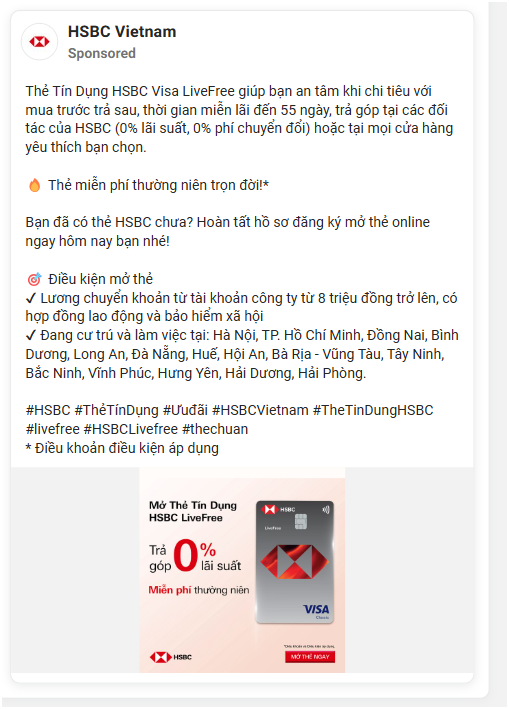 HSBC Vietnam
Sponsored
Thẻ Tín Dụng HSBC Visa LiveFree giúp bạn an tâm khi chi tiêu với
mua trước trả sau, thời gian miễn lãi đến 55 ngày, trả góp tại các đối
tác của HSBC (0% lãi suất, 0% phí chuyển đổi) hoặc tại mọi cửa hàng
yêu thích bạn chọn.
🔥 Thẻ miễn phí thường niên trọn đời!*
Bạn đã có thẻ HSBC chưa? Hoàn tất hồ sơ đăng ký mở thẻ online
ngay hôm nay bạn nhé!
🎯 Điều kiện mở thẻ
✔ Lương chuyển khoản từ tài khoản công ty từ 8 triệu đồng trở lên, có
hợp đồng lao động và bảo hiểm xã hội
✔ Đang cư trú và làm việc tại: Hà Nội, TP. Hồ Chí Minh, Đồng Nai, Bình
Dương, Long An, Đà Nẵng, Huế, Hội An, Bà Rịa - Vũng Tàu, Tây Ninh,
Bắc Ninh, Vĩnh Phúc, Hưng Yên, Hải Dương, Hải Phòng.
#HSBC #ThẻTínDụng #Ưuđãi #HSBCVietnam #TheTinDungHSBC
#livefree #HSBCLivefree #thechuan
* Điều khoản điều kiện áp dụng
Mở Thẻ Tín Dụng
HSBC LiveFree
Trả góp 0% lãi suất
Miễn phí thường niên
HSBC
LiveFree
VISA
Classic
*Điều khoản và Điều kiện áp dụng.
HSBC
MỞ THẺ NGAY